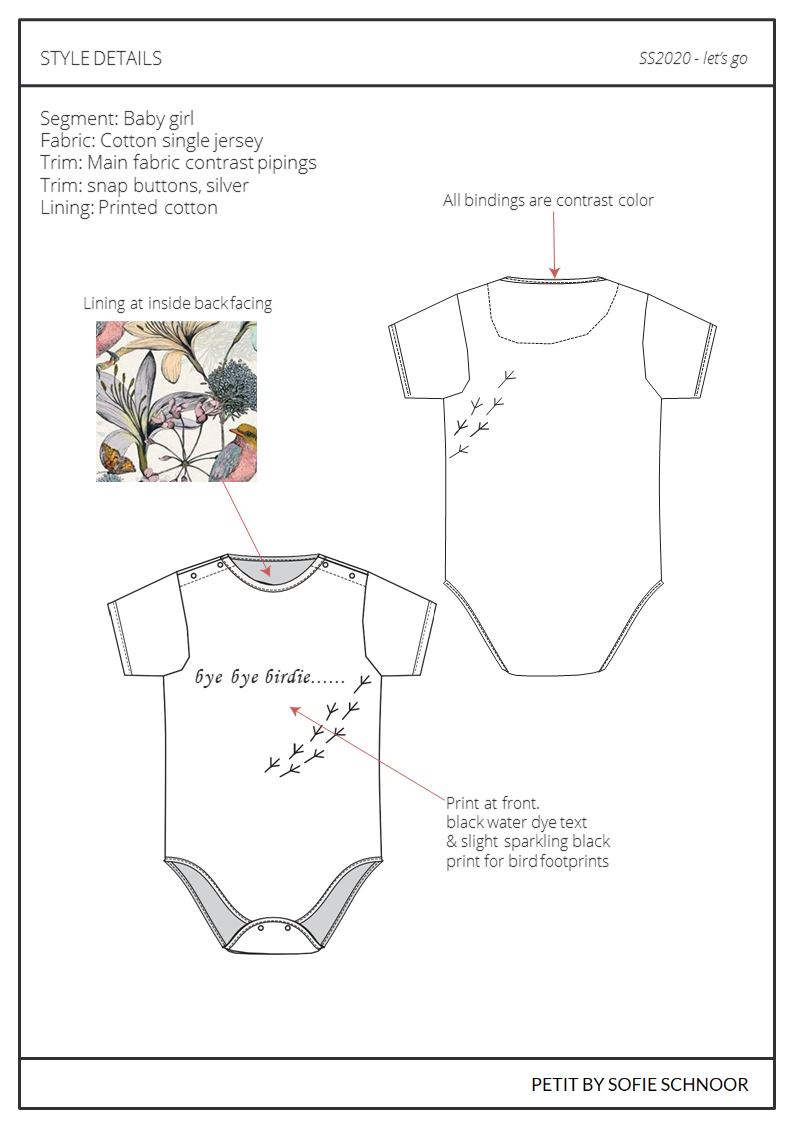 STYLE DETAILS
SS2020 - let's go
Segment: Baby girl
Fabric: Cotton single jersey
Trim: Main fabric contrast pipings
Trim: snap buttons, silver
Lining: Printed cotton
All bindings are contrast color
Lining at inside back facing
bye bye birdie......
Print at front.
black water dye text
& slight sparkling black
print for bird footprints
PETIT BY SOFIE SCHNOOR